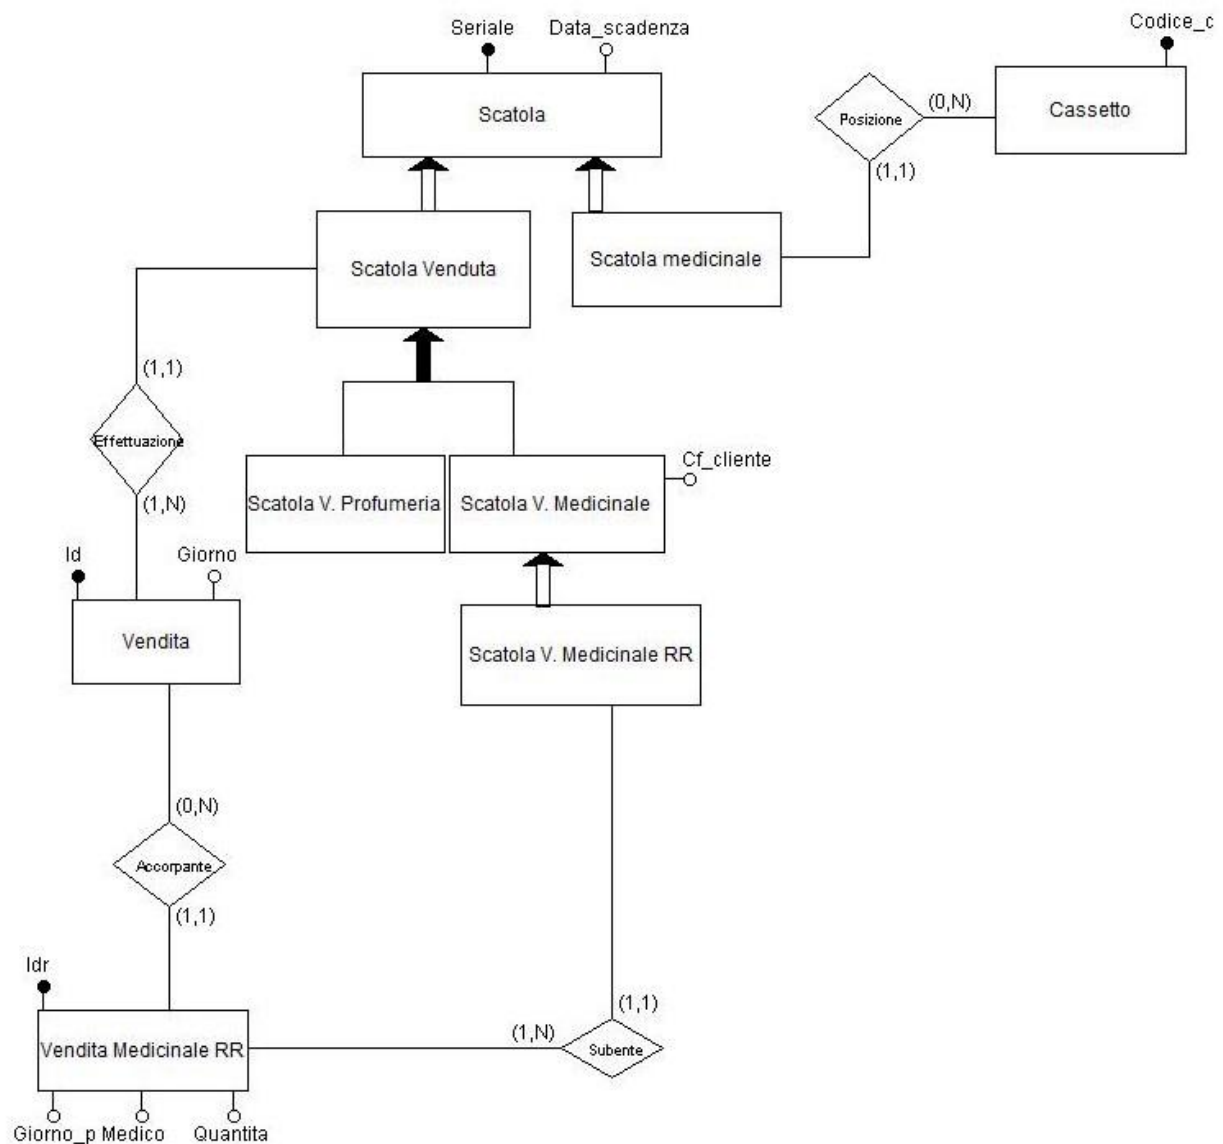 Seriale
Data_scadenza
Codice_c
Scatola
Posizione
(0,N)
Cassetto
(1,1)
Scatola Venduta
Scatola medicinale
(1,1)
Effettuazione
(1,N)
Scatola V. Profumeria
Scatola V. Medicinale
Cf_cliente
Id
Giorno
Vendita
Scatola V. Medicinale RR
(0,N)
Accorpante
(1,1)
Idr
Vendita Medicinale RR
(1,N)
(1,1)
Subente
Giorno_p
Medico
Quantita